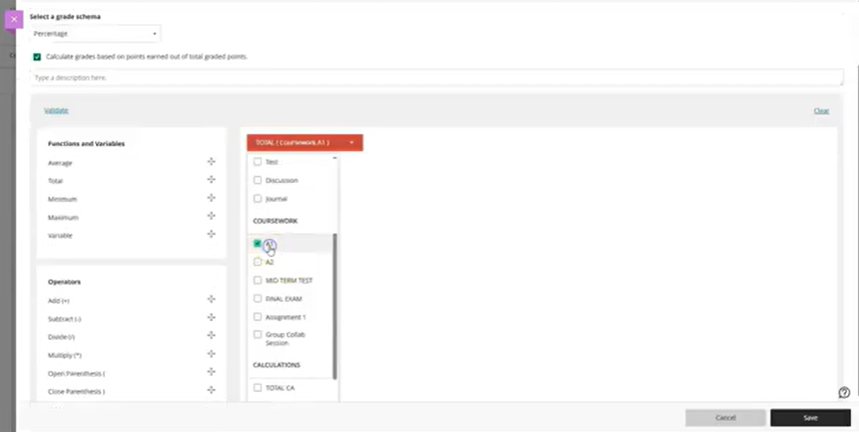 Select a grade schema
Percentage
Calculate grades based on points earned out of total graded points.
Type a description here.
Validate
Clear
Functions and Variables
Average
Total
Minimum
Maximum
Variable
Operators
Add (+)
Subtract (-)
Divide (/)
Multiply (*)
Open Parenthesis (
Close Parenthesis )
TOTAL ( Coursework.A1 )
Test
Discussion
Journal
COURSEWORK
A2
MID-TERM TEST
FINAL EXAM
Assignment 1
Group Collab
Session
CALCULATIONS
TOTAL CA
Cancel
Save